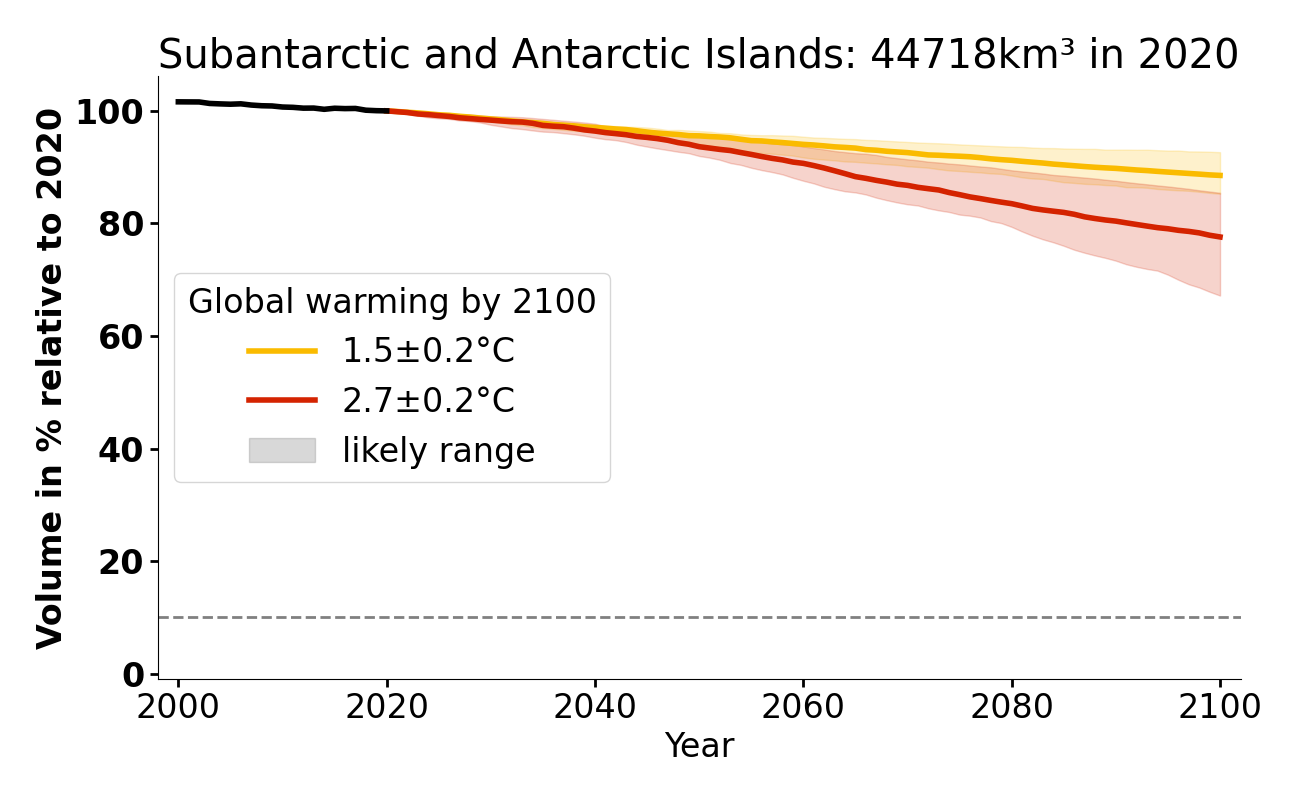 Subantarctic and Antarctic Islands: 44718km³ in 2020
Volume in % relative to 2020
100
80
60
40
20
0
Global warming by 2100
1.5±0.2°C
2.7±0.2°C
likely range
2000 2020 2040 2060 2080 2100
Year